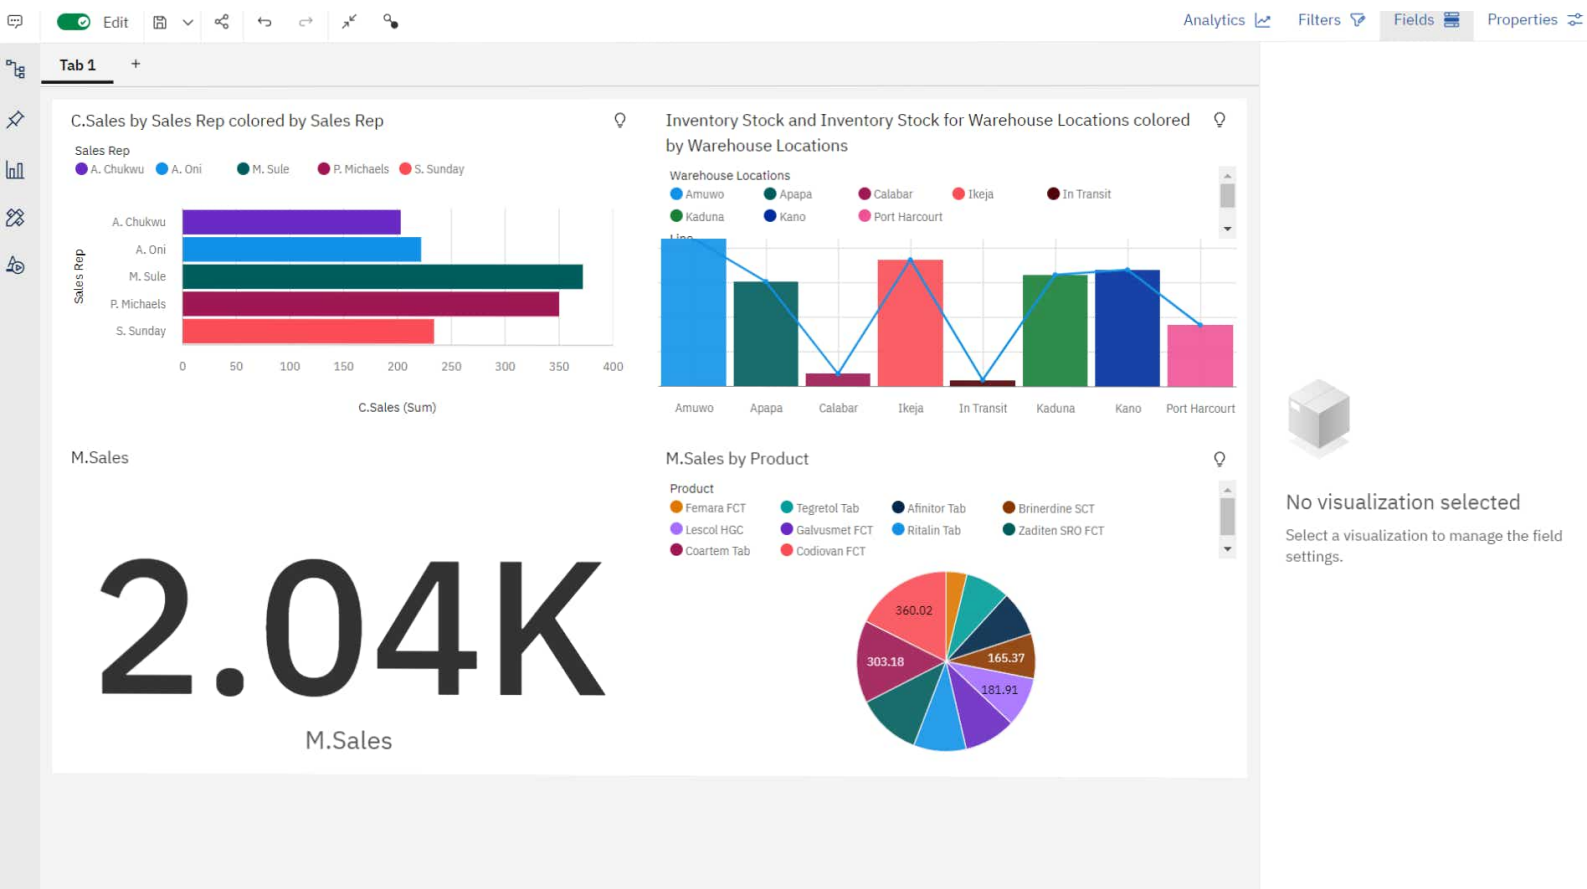 Edit
Analytics
Filters
Fields
Properties
Tab 1
+
C.Sales by Sales Rep colored by Sales Rep
Sales Rep
A. Chukwu A. Oni M. Sule P. Michaels S. Sunday
Sales Rep
A. Chukwu
A. Oni
M. Sule
P. Michaels
S. Sunday
0 50 100 150 200 250 300 350 400
C.Sales (Sum)
Inventory Stock and Inventory Stock for Warehouse Locations colored
by Warehouse Locations
Warehouse Locations
Amuwo Apapa Calabar Ikeja In Transit
Kaduna Kano Port Harcourt
Line
Amuwo Apapa Calabar Ikeja In Transit Kaduna Kano Port Harcourt
M.Sales
2.04K
M.Sales
M.Sales by Product
Product
Femara FCT Tegretol Tab Afinitor Tab Brinerdine SCT
Lescol HGC Galvusmet FCT Ritalin Tab Zaditen SRO FCT
Coartem Tab Codiovan FCT
360.02
303.18
165.37
181.91
No visualization selected
Select a visualization to manage the field
settings.